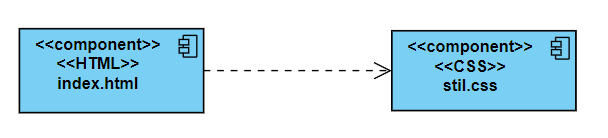 <<component>>
<<HTML>>
index.html
<<component>>
<<CSS>>
stil.css